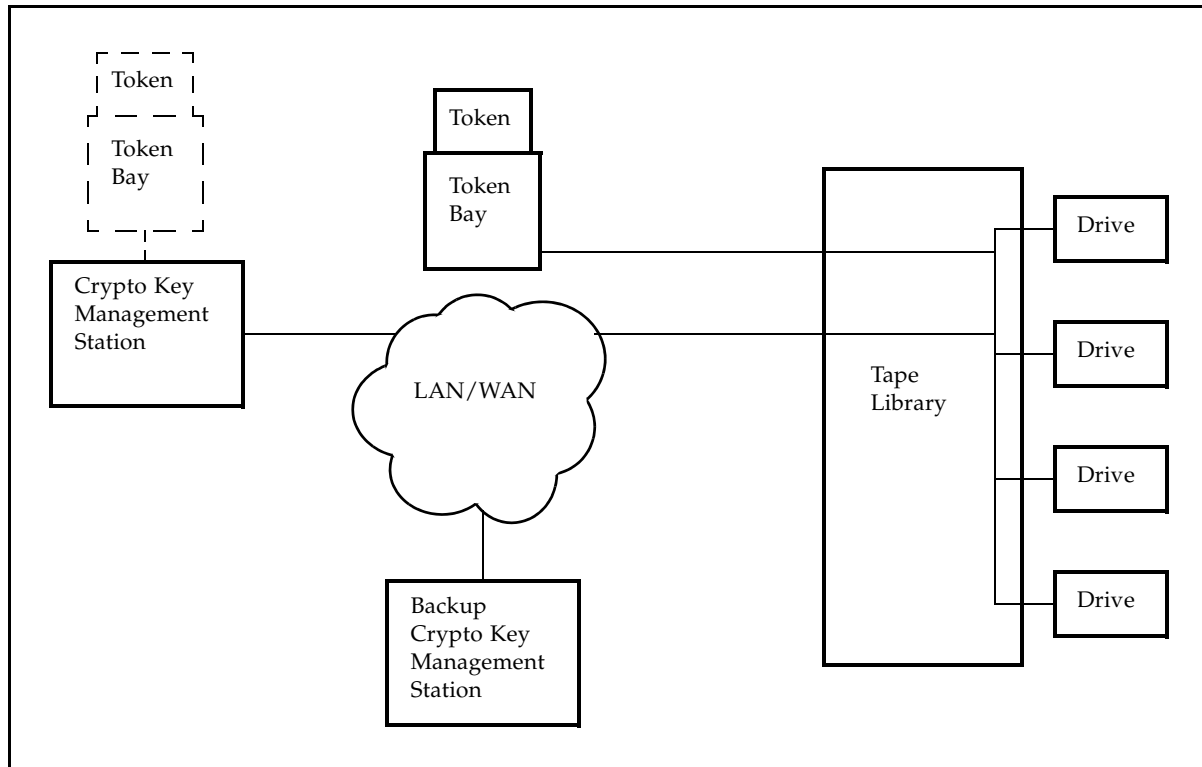 Token
Token
Bay
Crypto Key
Management
Station
Token
Token
Bay
LAN/WAN
Backup
Crypto Key
Management
Station
Tape
Library
Drive
Drive
Drive
Drive